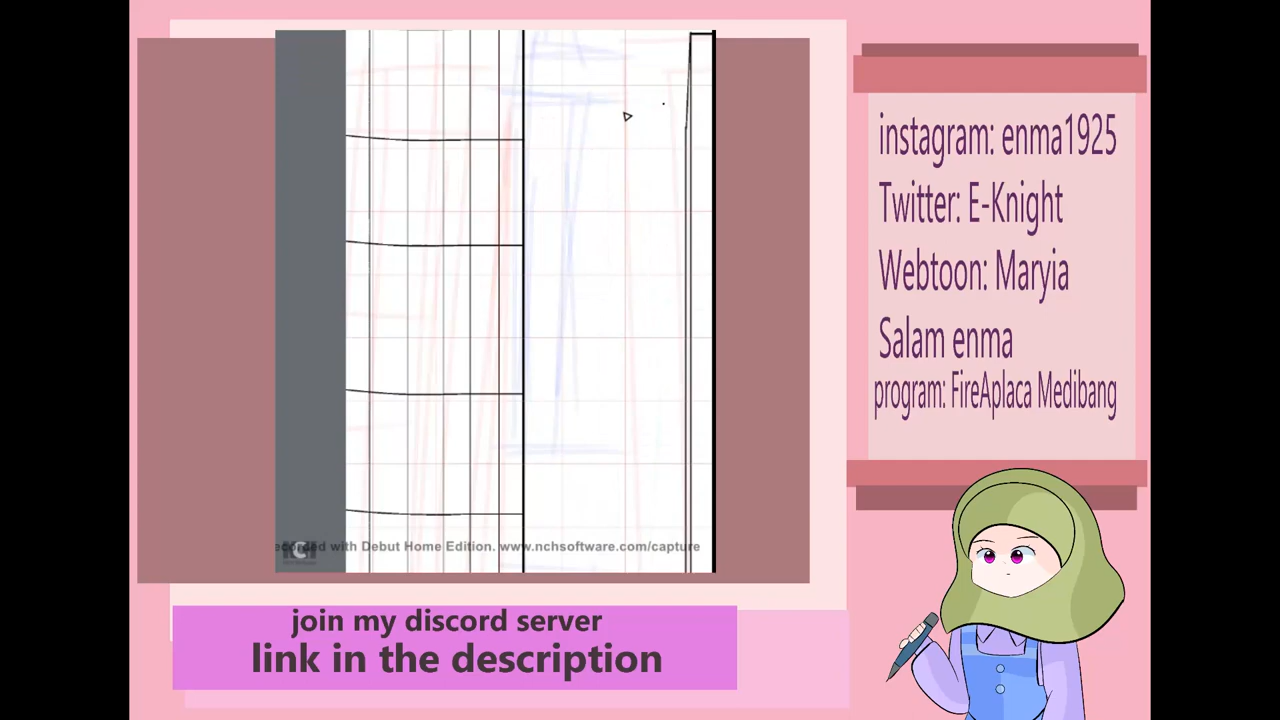 instagram: enma1925
Twitter: E-Knight
Webtoon: Maryia
Salam enma
program: FireAplaca Medibang
with Debut Home Edition. www.nchsoftware.com/capture
join my discord server
link in the description